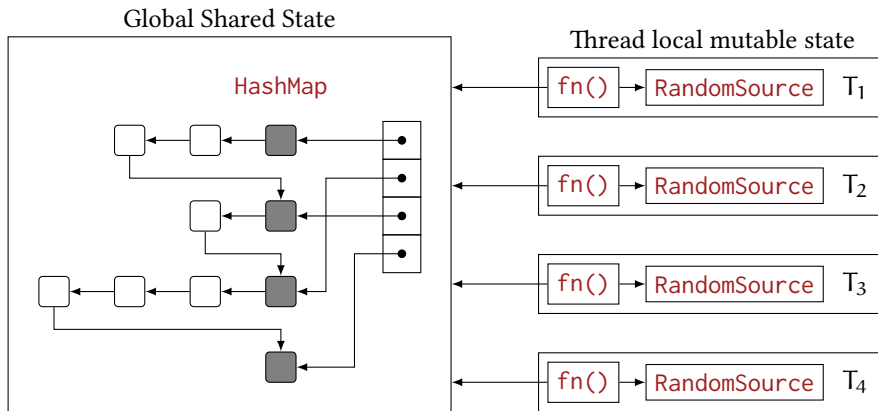 Global Shared State
Thread local mutable state
HashMap
fn() RandomSource T1
fn() RandomSource T2
fn() RandomSource T3
fn() RandomSource T4